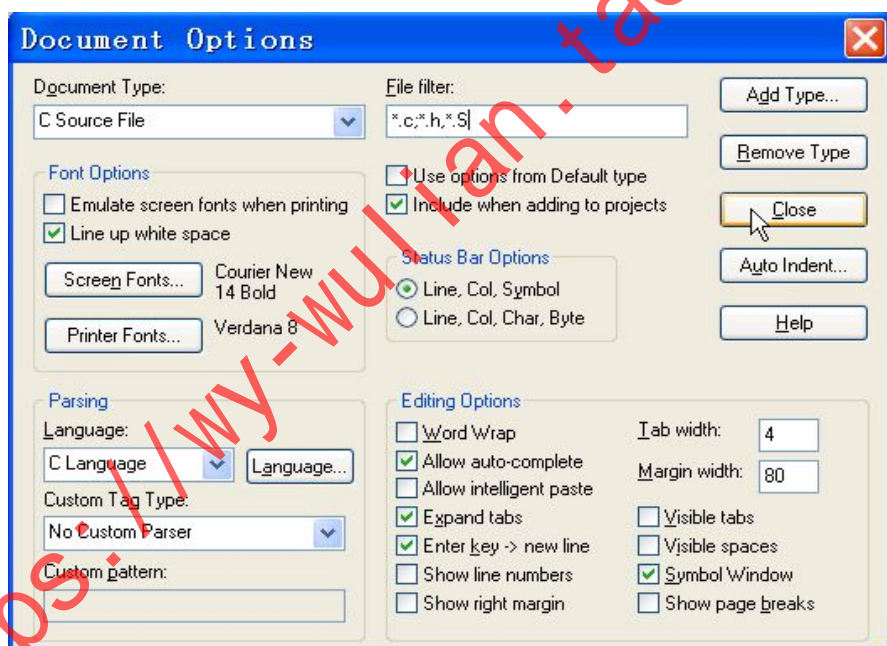 Document Options
Document Type:
C Source File
File filter:
*.c;*.h,*.S
Add Type...
Remove Type
Close
Auto Indent...
Help
Font Options
Emulate screen fonts when printing
Line up white space
Screen Fonts...
Courier New
14 Bold
Printer Fonts...
Verdana 8
Use options from Default type
Include when adding to projects
Status Bar Options
Line, Col, Symbol
Line, Col, Char, Byte
Parsing
Language:
C Language
Language...
Custom Tag Type:
No Custom Parser
Custom pattern:
Editing Options
Word Wrap
Allow auto-complete
Allow intelligent paste
Expand tabs
Enter key -> new line
Show line numbers
Show right margin
Tab width:
4
Margin width:
80
Visible tabs
Visible spaces
Symbol Window
Show page breaks
ps://wy-wulian.tao